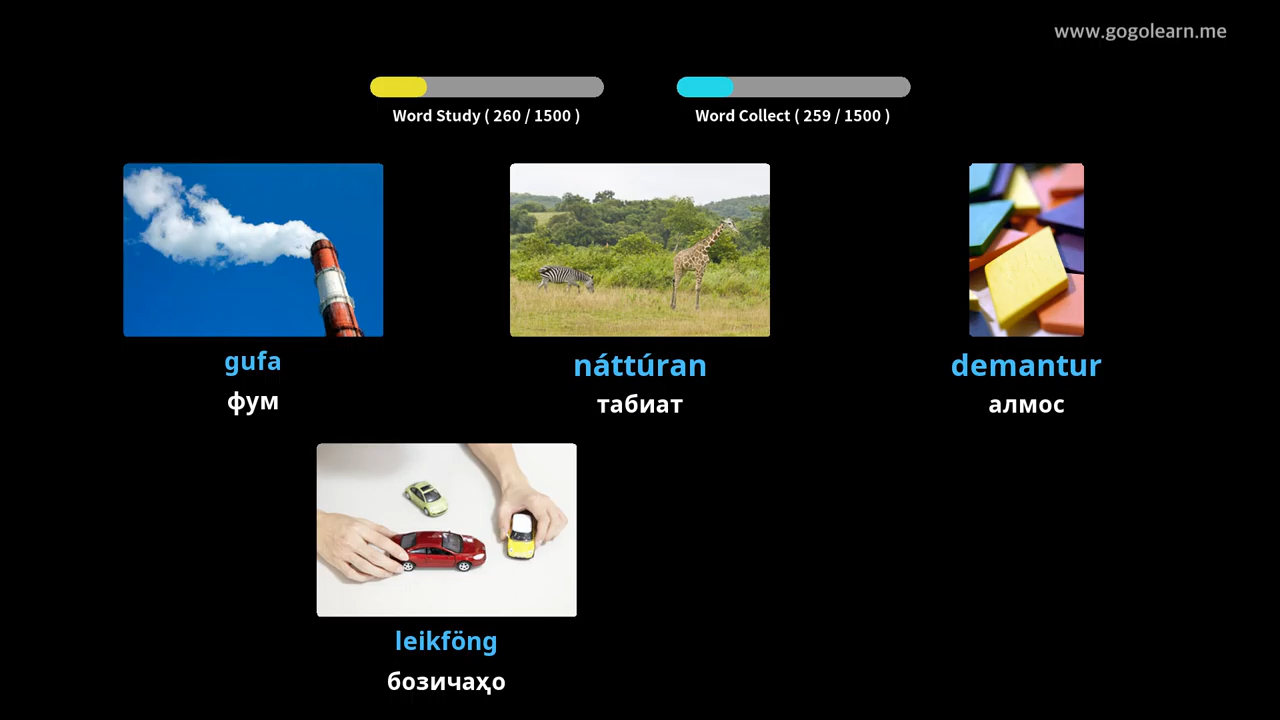 www.gogolearn.me
Word Study ( 260 / 1500 )
Word Collect ( 259 / 1500 )
gufa
фум
náttúran
табиат
demantur
алмос
leikföng
бозичаҳо